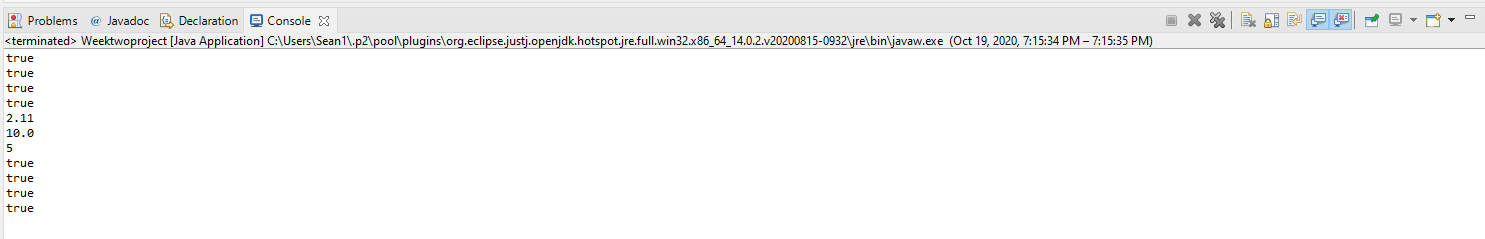 Problems @ Javadoc Declaration Console
<terminated> Weektwoproject [Java Application] C:\Users\Sean1\.p2\pool\plugins\org.eclipse.justj.openjdk.hotspot.jre.full.win32.x86_64_14.0.2.v20200815-0932\jre\bin\javaw.exe (Oct 19, 2020, 7:15:34 PM – 7:15:35 PM)
true
true
true
true
2.11
10.0
5
true
true
true
true